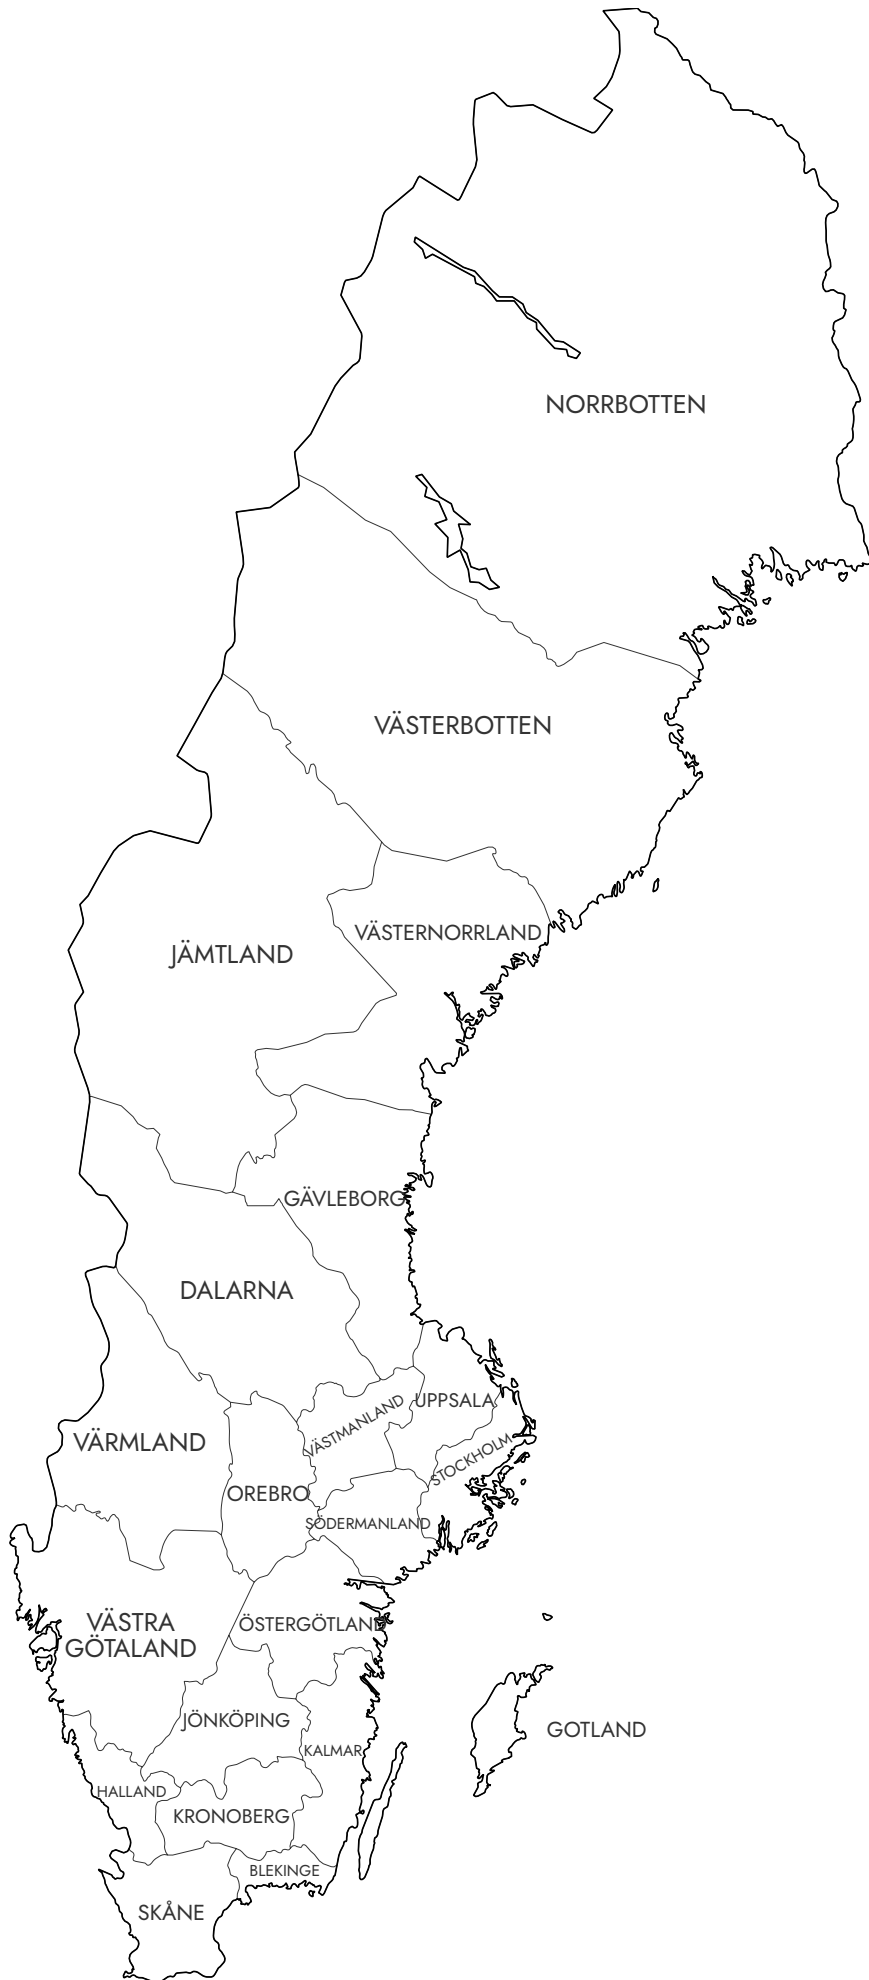 NORRBOTTEN
VÄSTERBOTTEN
VÄSTERNORRLAND
JÄMTLAND
GÄVLEBORG
DALARNA
UPPSALA
VÄSTMANLAND
VÄRMLAND
STOCKHOLM
OREBRO
SÖDERMANLAND
VÄSTRA
GÖTALAND
ÖSTERGÖTLAND
JÖNKÖPING
GOTLAND
KALMAR
HALLAND
KRONOBERG
BLEKINGE
SKÅNE